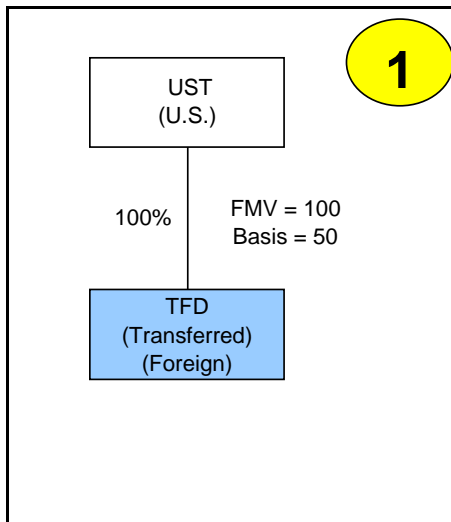 1
UST
(U.S.)
100%
FMV = 100
Basis = 50
TFD
(Transferred)
(Foreign)